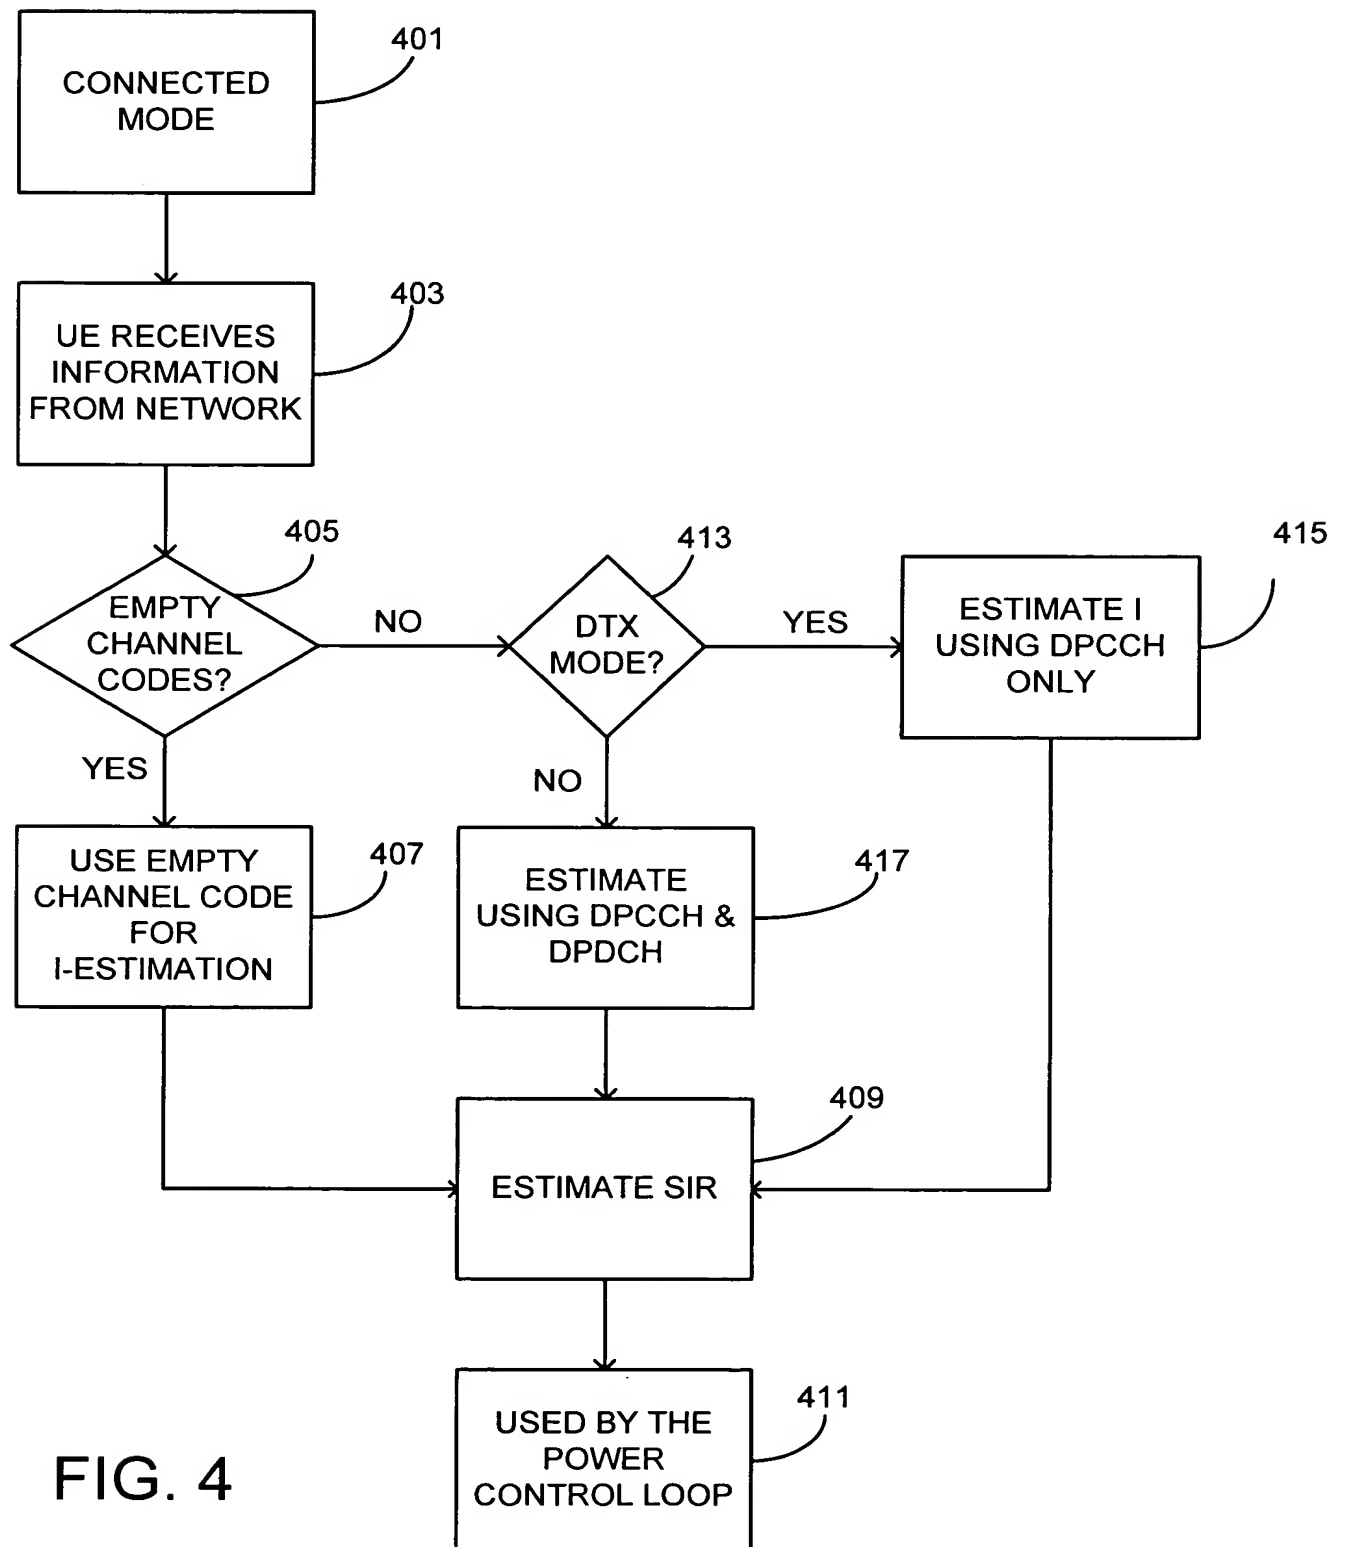 401
CONNECTED
MODE
403
UE RECEIVES
INFORMATION
FROM NETWORK
405
EMPTY
CHANNEL
CODES?
NO
413
DTX
MODE?
YES
415
ESTIMATE I
USING DPCCH
ONLY
YES
NO
407
USE EMPTY
CHANNEL CODE
FOR
I-ESTIMATION
417
ESTIMATE
USING DPCCH &
DPDCH
409
ESTIMATE SIR
411
USED BY THE
POWER
CONTROL LOOP
FIG. 4